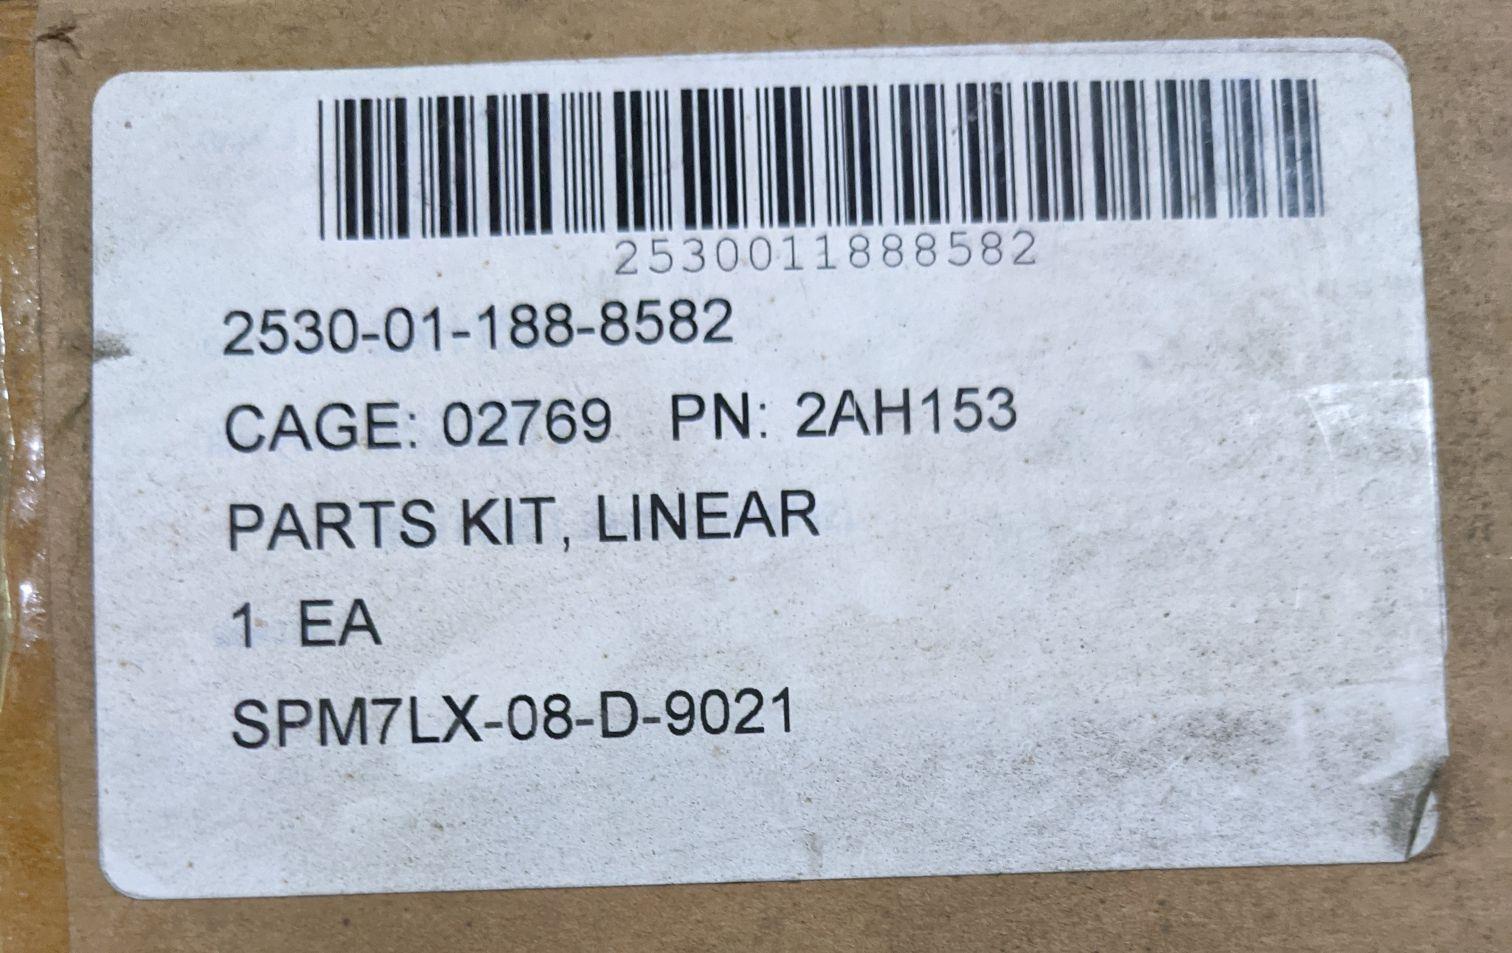 2530011888582
2530-01-188-8582
CAGE: 02769 PN: 2AH153
PARTS KIT, LINEAR
1 EA
SPM7LX-08-D-9021